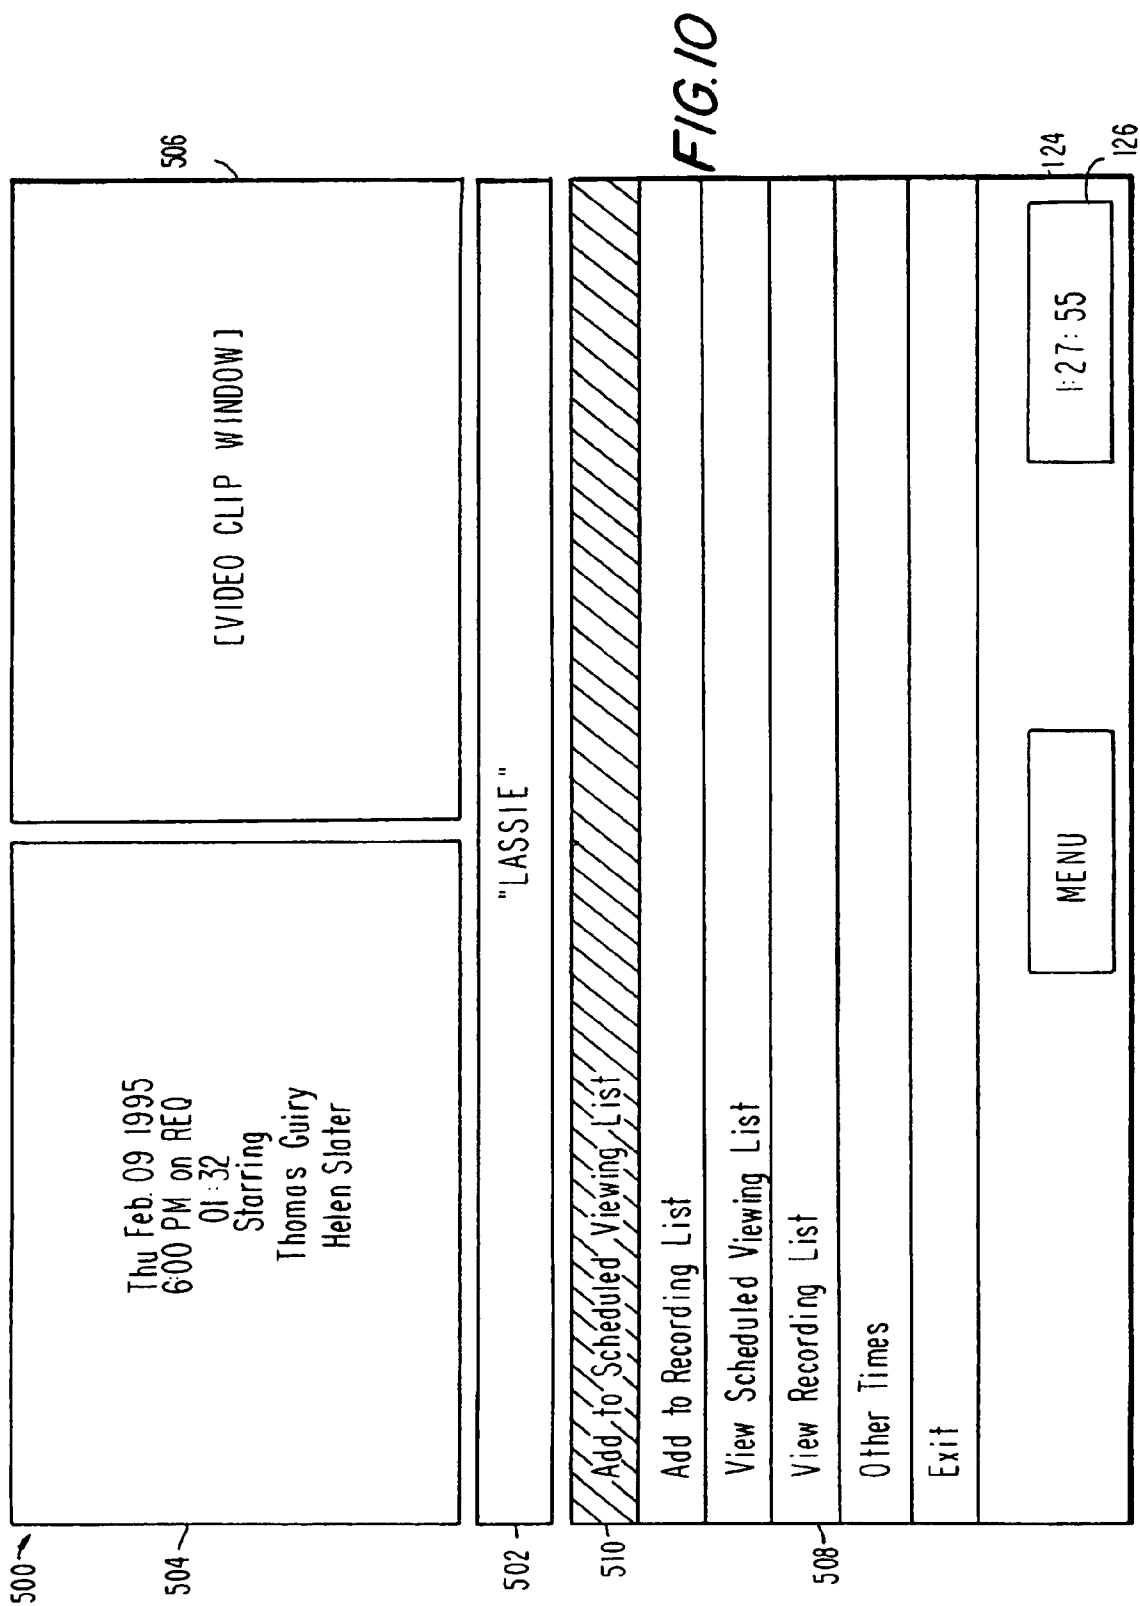 500
504
Thu Feb. 09 1995
6:00 PM on REQ
01:32
Starring
Thomas Guiry
Helen Slater
[VIDEO CLIP WINDOW]
506
502
"LASSIE"
510
Add to Scheduled Viewing List
Add to Recording List
View Scheduled Viewing List
508
View Recording List
Other Times
Exit
MENU
1:27:55
124
126
FIG. 10